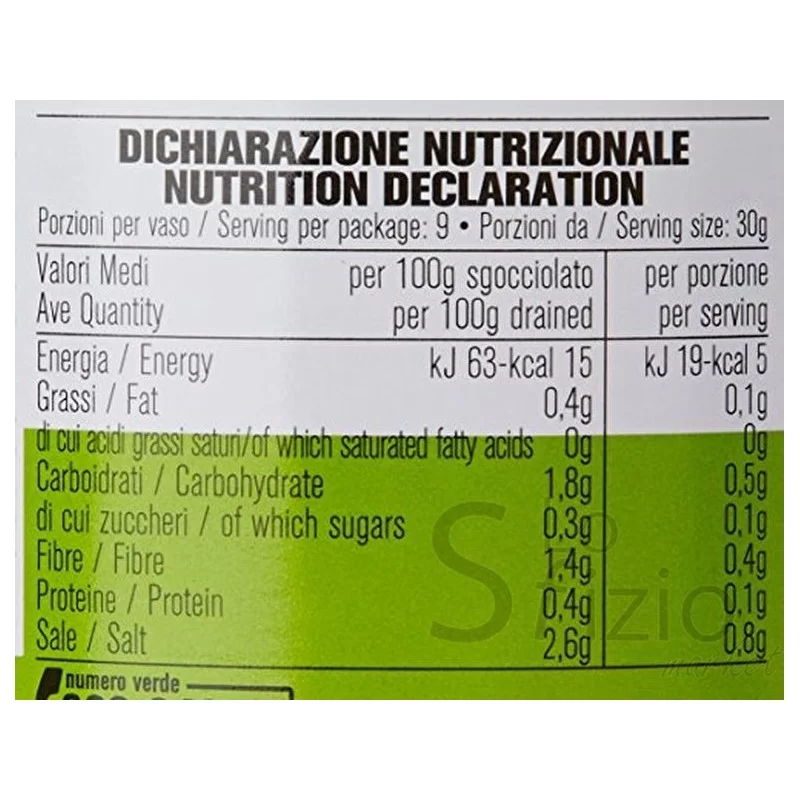 DICHIARAZIONE NUTRIZIONALE
NUTRITION DECLARATION
Porzioni per vaso / Serving per package: 9 • Porzioni da / Serving size: 30g
Valori Medi per 100g sgocciolato per porzione
Ave Quantity per 100g drained per serving
Energia / Energy kJ 63-kcal 15 kJ 19-kcal 5
Grassi / Fat 0,4g 0,1g
di cui acidi grassi saturi/of which saturated fatty acids 0g 0g
Carboidrati / Carbohydrate 1,8g 0,5g
di cui zuccheri / of which sugars 0,3g 0,1g
Fibre / Fibre 1,4g 0,4g
Proteine / Protein 0,4g 0,1g
Sale / Salt 2,6g 0,8g
numero verde